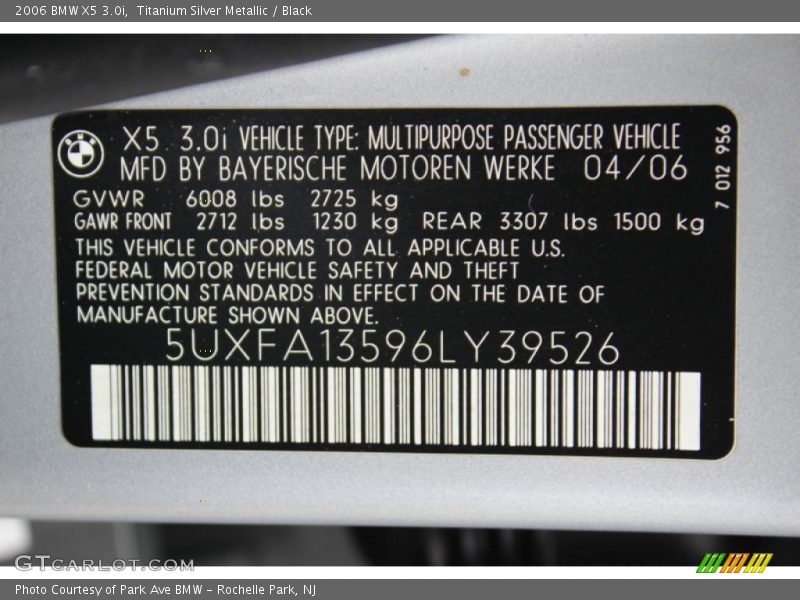 2006 BMW X5 3.0i, Titanium Silver Metallic / Black
BMW
X5 3.0i VEHICLE TYPE: MULTIPURPOSE PASSENGER VEHICLE
MFD BY BAYERISCHE MOTOREN WERKE 04/06
7 012 956
GVWR 6008 lbs 2725 kg
GAWR FRONT 2712 lbs 1230 kg REAR 3307 lbs 1500 kg
THIS VEHICLE CONFORMS TO ALL APPLICABLE U.S.
FEDERAL MOTOR VEHICLE SAFETY AND THEFT
PREVENTION STANDARDS IN EFFECT ON THE DATE OF
MANUFACTURE SHOWN ABOVE.
5UXFA13596LY39526
GTCARLOT.COM
Photo Courtesy of Park Ave BMW - Rochelle Park, NJ